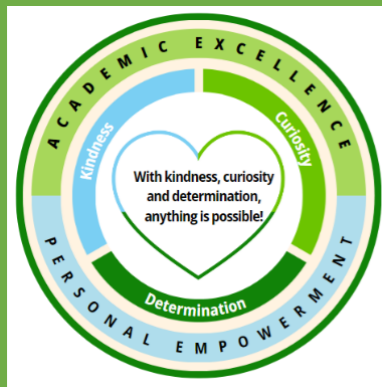 ACADEMIC EXCELLENCE
Kindness
Curiosity
With kindness, curiosity
and determination,
anything is possible!
Determination
PERSONAL EMPOWERMENT